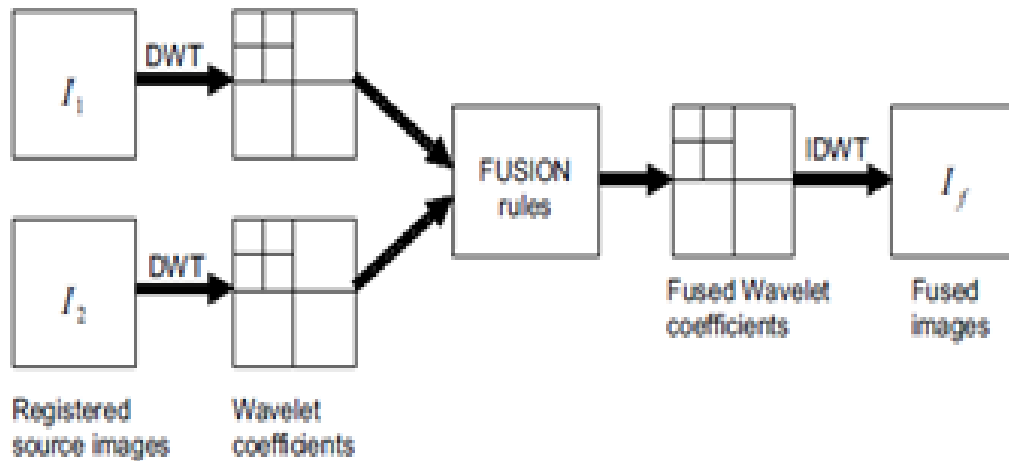 DWT
I1
FUSION
rules
IDWT
If
DWT
I2
Fused Wavelet
coefficients
Fused
images
Registered
source images
Wavelet
coefficients